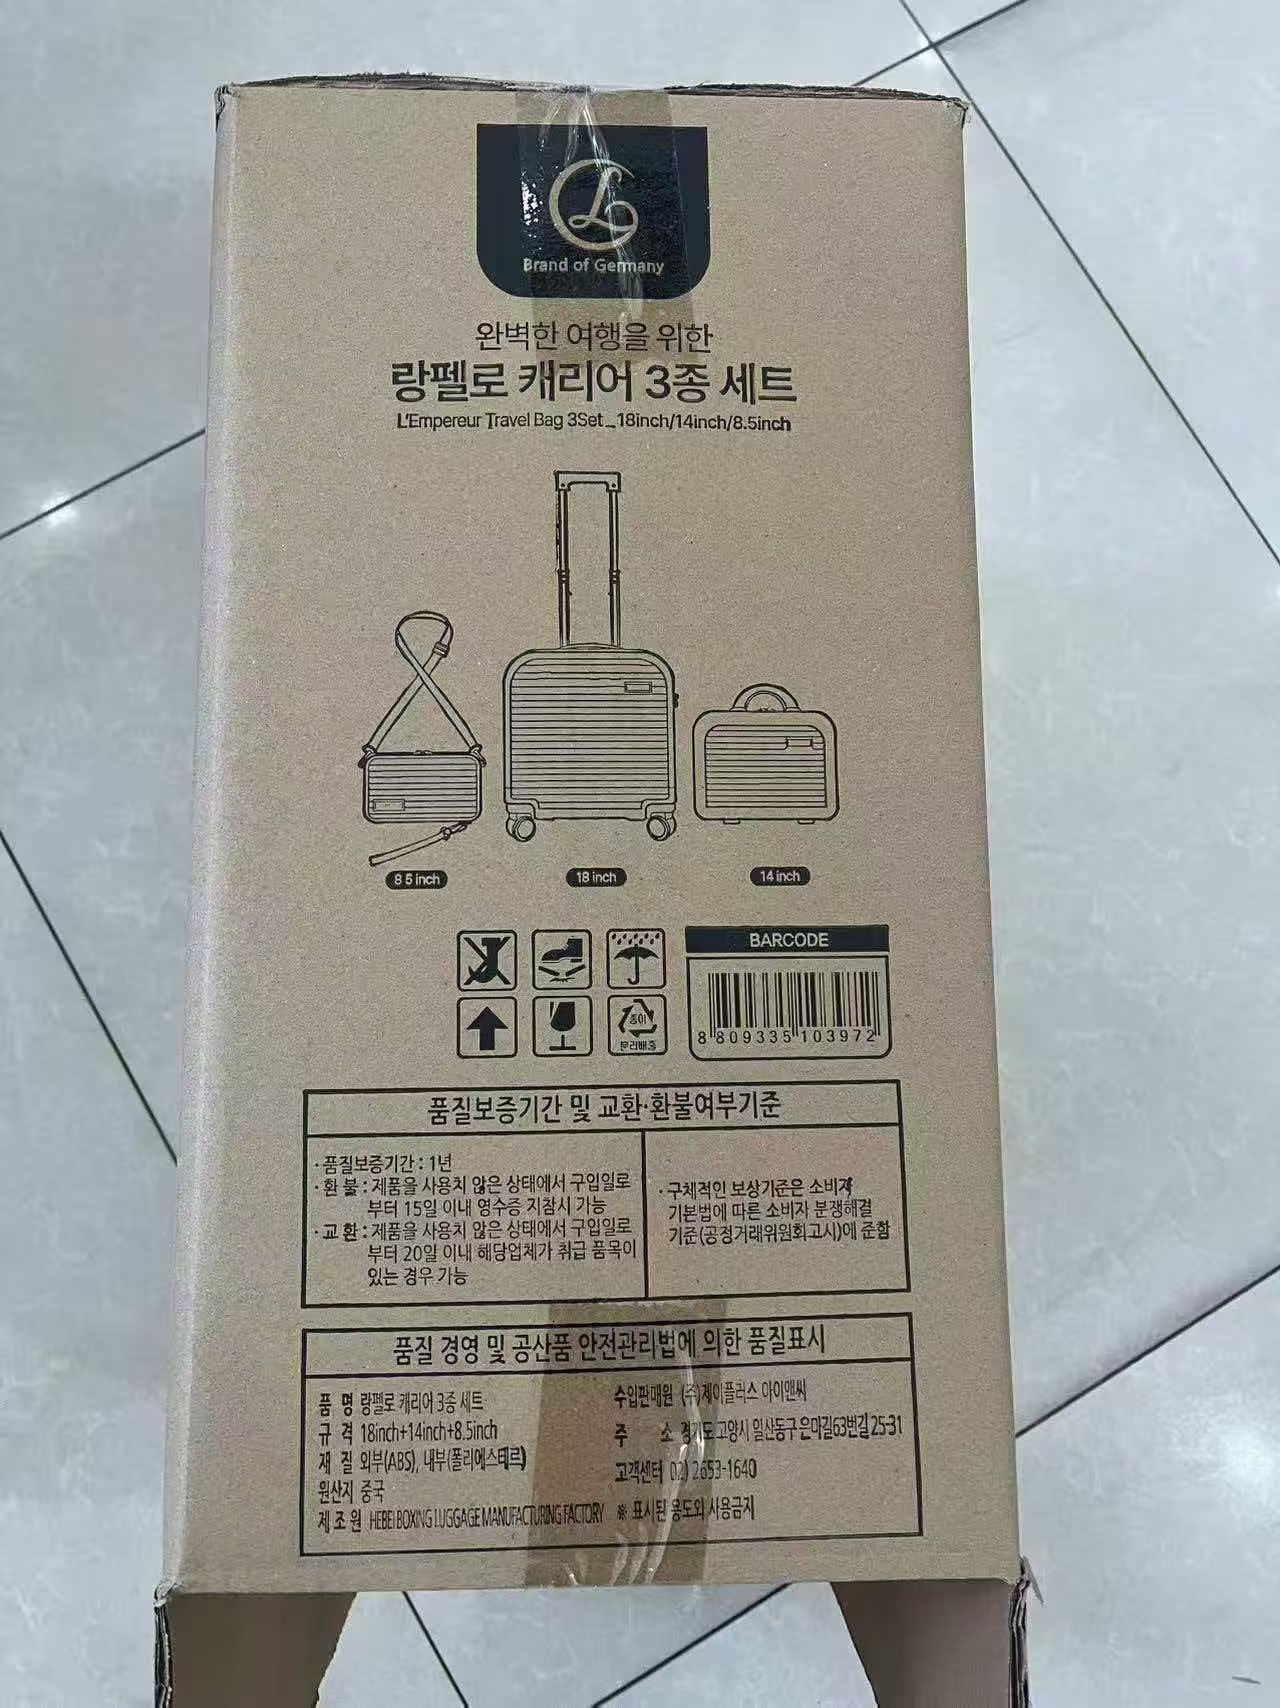 L
Brand of Germany
완벽한 여행을 위한
랑펠로 캐리어 3종 세트
L'Empereur Travel Bag 3Set_18inch/14inch/8.5inch
8 5 inch
18 inch
14 inch
BARCODE
종이
분리배출
8 809335 103972
품질보증기간 및 교환·환불여부기준
· 품질보증기간 : 1년
· 환 불 : 제품을 사용치 않은 상태에서 구입일로
부터 15일 이내 영수증 지참시 가능
· 교 환 : 제품을 사용치 않은 상태에서 구입일로
부터 20일 이내 해당업체가 취급 품목이
있는 경우 가능
· 구체적인 보상기준은 소비자
기본법에 따른 소비자 분쟁해결
기준(공정거래위원회고시)에 준함
품질 경영 및 공산품 안전관리법에 의한 품질표시
품 명 랑펠로 캐리어 3종 세트
규 격 18inch+14inch+8.5inch
재 질 외부(ABS), 내부(폴리에스테르)
원산지 중국
제 조 원 HEBEI BOXING LUGGAGE MANUFACTURING FACTORY
수입판매원 (주)제이플러스 아이앤씨
주 소 경기도 고양시 일산동구 은마길63번길 25-31
고객센터 02) 2653-1640
※ 표시된 용도외 사용금지